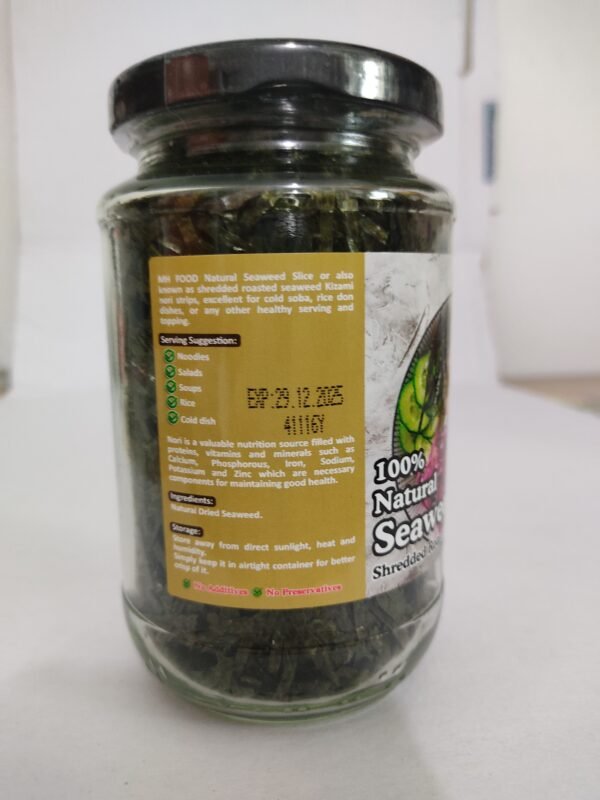 MH FOOD Natural Seaweed Slice or also
known as shredded roasted seaweed Kizami
nori strips, excellent for cold soba, rice don
dishes, or any other healthy serving and
topping.
Serving Suggestion:
Noodles
Salads
Soups
Rice
Cold dish
EXP:29.12.2025
41116Y
Nori is a valuable nutrition source filled with
proteins, vitamins and minerals such as
Calcium, Phosphorous, Iron, Sodium,
Potassium and Zinc which are necessary
components for maintaining good health.
Ingredients:
Natural Dried Seaweed.
Storage:
Store away from direct sunlight, heat and
humidity.
Simply keep it in airtight container for better
crisp of it.
No Additives No Preservatives
100%
Natural
Seawe
Shredded